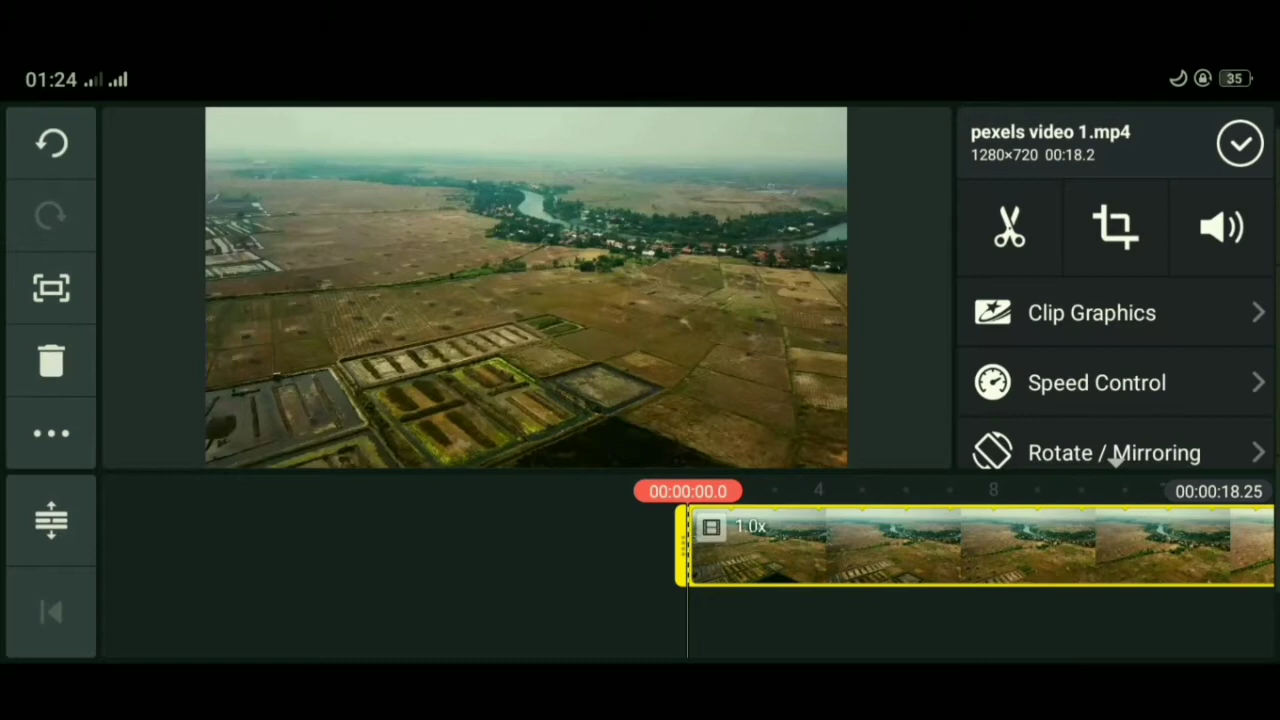 01:24
35
pexels video 1.mp4
1280×720 00:18.2
Clip Graphics
Speed Control
Rotate / Mirroring
00:00:00.0
4
8
00:00:18.25
1.0x